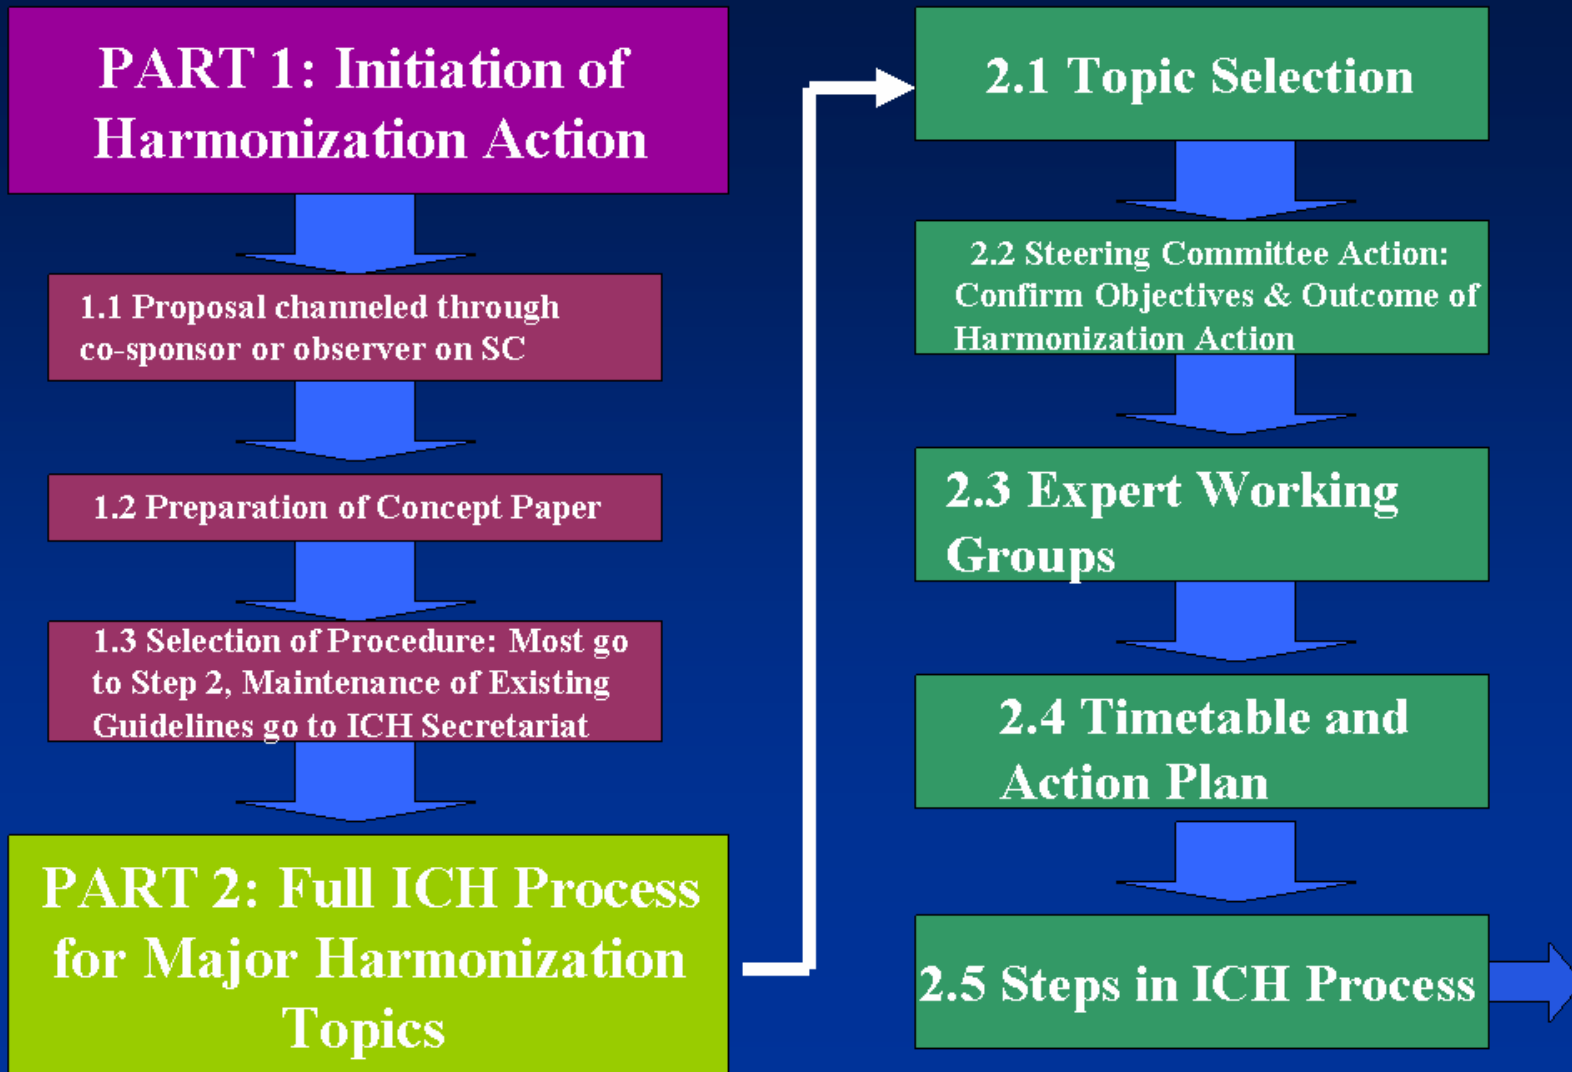 PART 1: Initiation of
Harmonization Action
1.1 Proposal channeled through
co-sponsor or observer on SC
1.2 Preparation of Concept Paper
1.3 Selection of Procedure: Most go
to Step 2, Maintenance of Existing
Guidelines go to ICH Secretariat
PART 2: Full ICH Process
for Major Harmonization
Topics
2.1 Topic Selection
2.2 Steering Committee Action:
Confirm Objectives & Outcome of
Harmonization Action
2.3 Expert Working
Groups
2.4 Timetable and
Action Plan
2.5 Steps in ICH Process